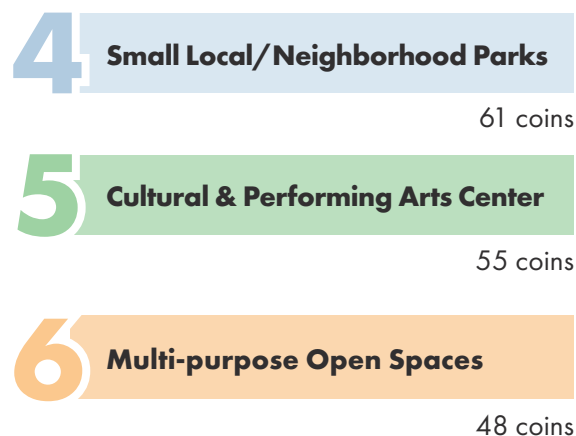 4 Small Local/Neighborhood Parks
61 coins
5 Cultural & Performing Arts Center
55 coins
6 Multi-purpose Open Spaces
48 coins